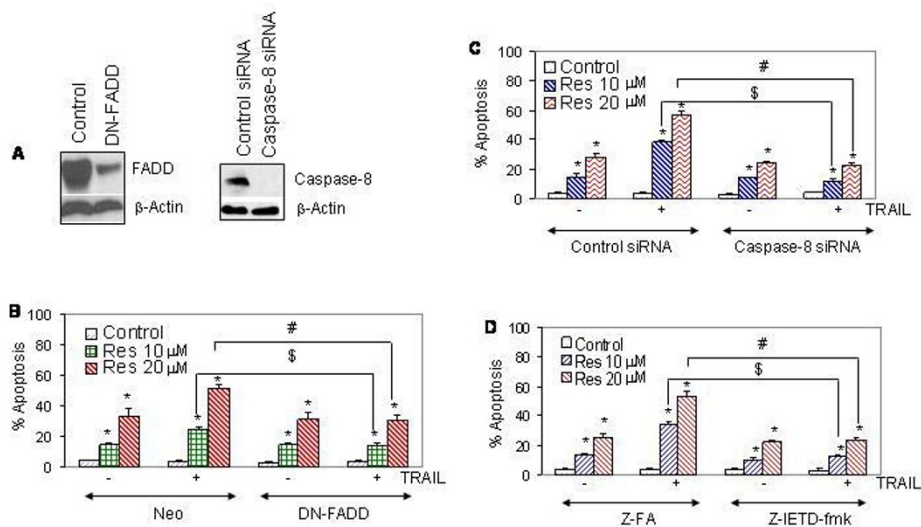 A
Control
DN-FADD
FADD
β-Actin
Control siRNA
Caspase-8 siRNA
Caspase-8
β-Actin
C
100
80
60
40
20
0
% Apoptosis
Control
Res 10 μM
Res 20 μM
#
$
* * * * * * * *
- + - + TRAIL
Control siRNA Caspase-8 siRNA
B
100
80
60
40
20
0
% Apoptosis
Control
Res 10 μM
Res 20 μM
#
$
* * * * * * * *
- + - + TRAIL
Neo DN-FADD
D
100
80
60
40
20
0
% Apoptosis
Control
Res 10 μM
Res 20 μM
#
$
* * * * * * * *
- + - + TRAIL
Z-FA Z-IETD-fmk